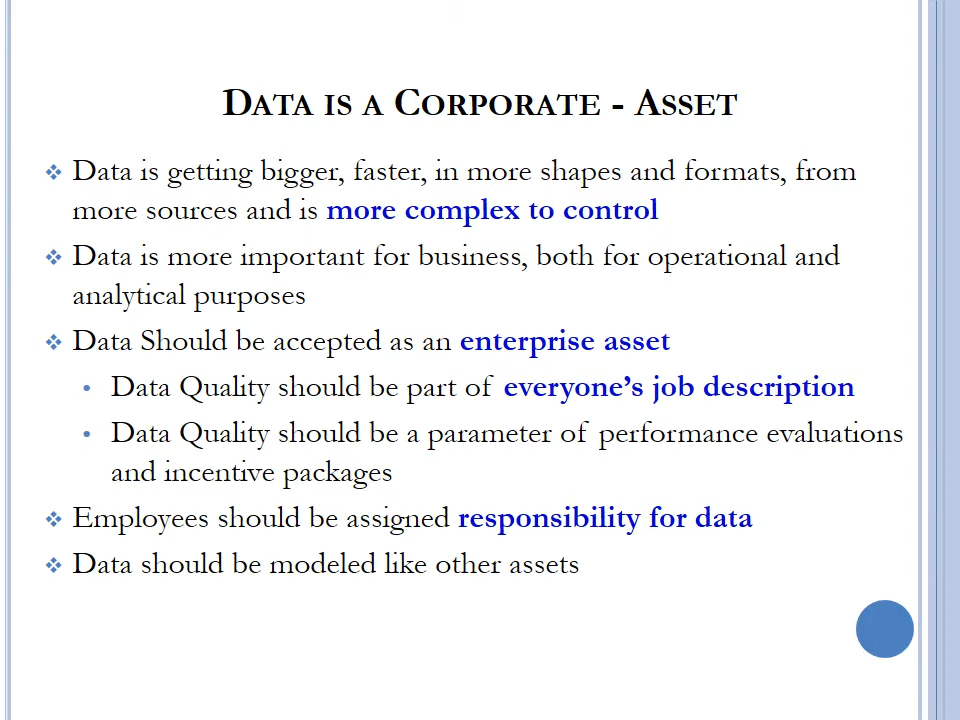 DATA IS A CORPORATE - ASSET
Data is getting bigger, faster, in more shapes and formats, from
more sources and is more complex to control
Data is more important for business, both for operational and
analytical purposes
Data Should be accepted as an enterprise asset
• Data Quality should be part of everyone’s job description
• Data Quality should be a parameter of performance evaluations
and incentive packages
Employees should be assigned responsibility for data
Data should be modeled like other assets